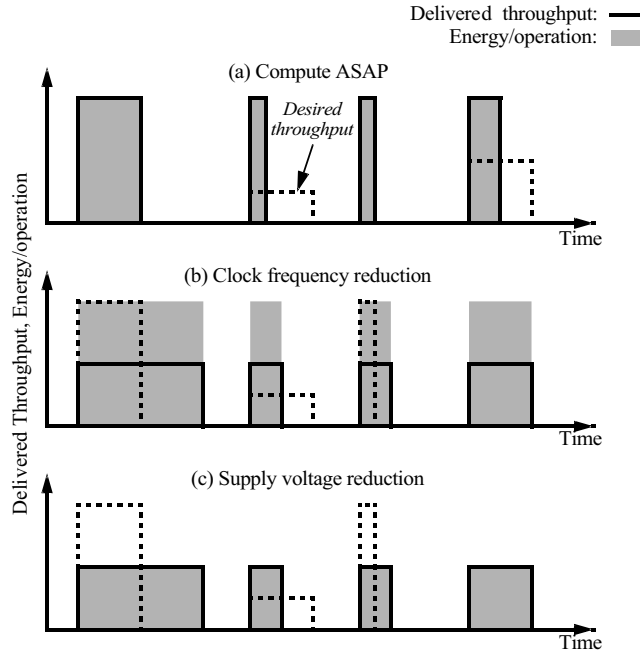 Delivered throughput:
Energy/operation:
(a) Compute ASAP
Desired
throughput
Time
(b) Clock frequency reduction
Time
(c) Supply voltage reduction
Time
Delivered Throughput, Energy/operation